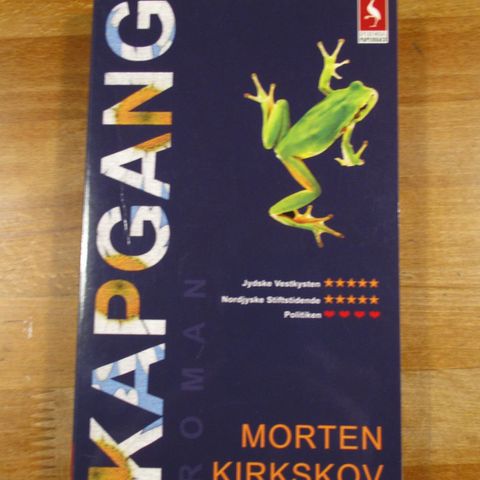 KAPGANG
ROMAN
Jydske Vestkysten ★★★★★
Nordjyske Stiftstidende ★★★★★
Politiken ♥♥♥♥
MORTEN
KIRKSKOV